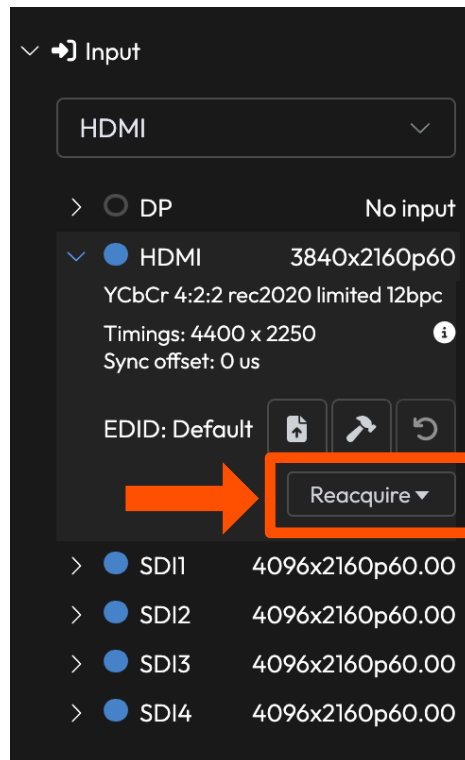 Input
HDMI
DP No input
HDMI 3840x2160p60
YCbCr 4:2:2 rec2020 limited 12bpc
Timings: 4400 x 2250
Sync offset: 0 us
EDID: Default
Reacquire
SDI1 4096x2160p60.00
SDI2 4096x2160p60.00
SDI3 4096x2160p60.00
SDI4 4096x2160p60.00